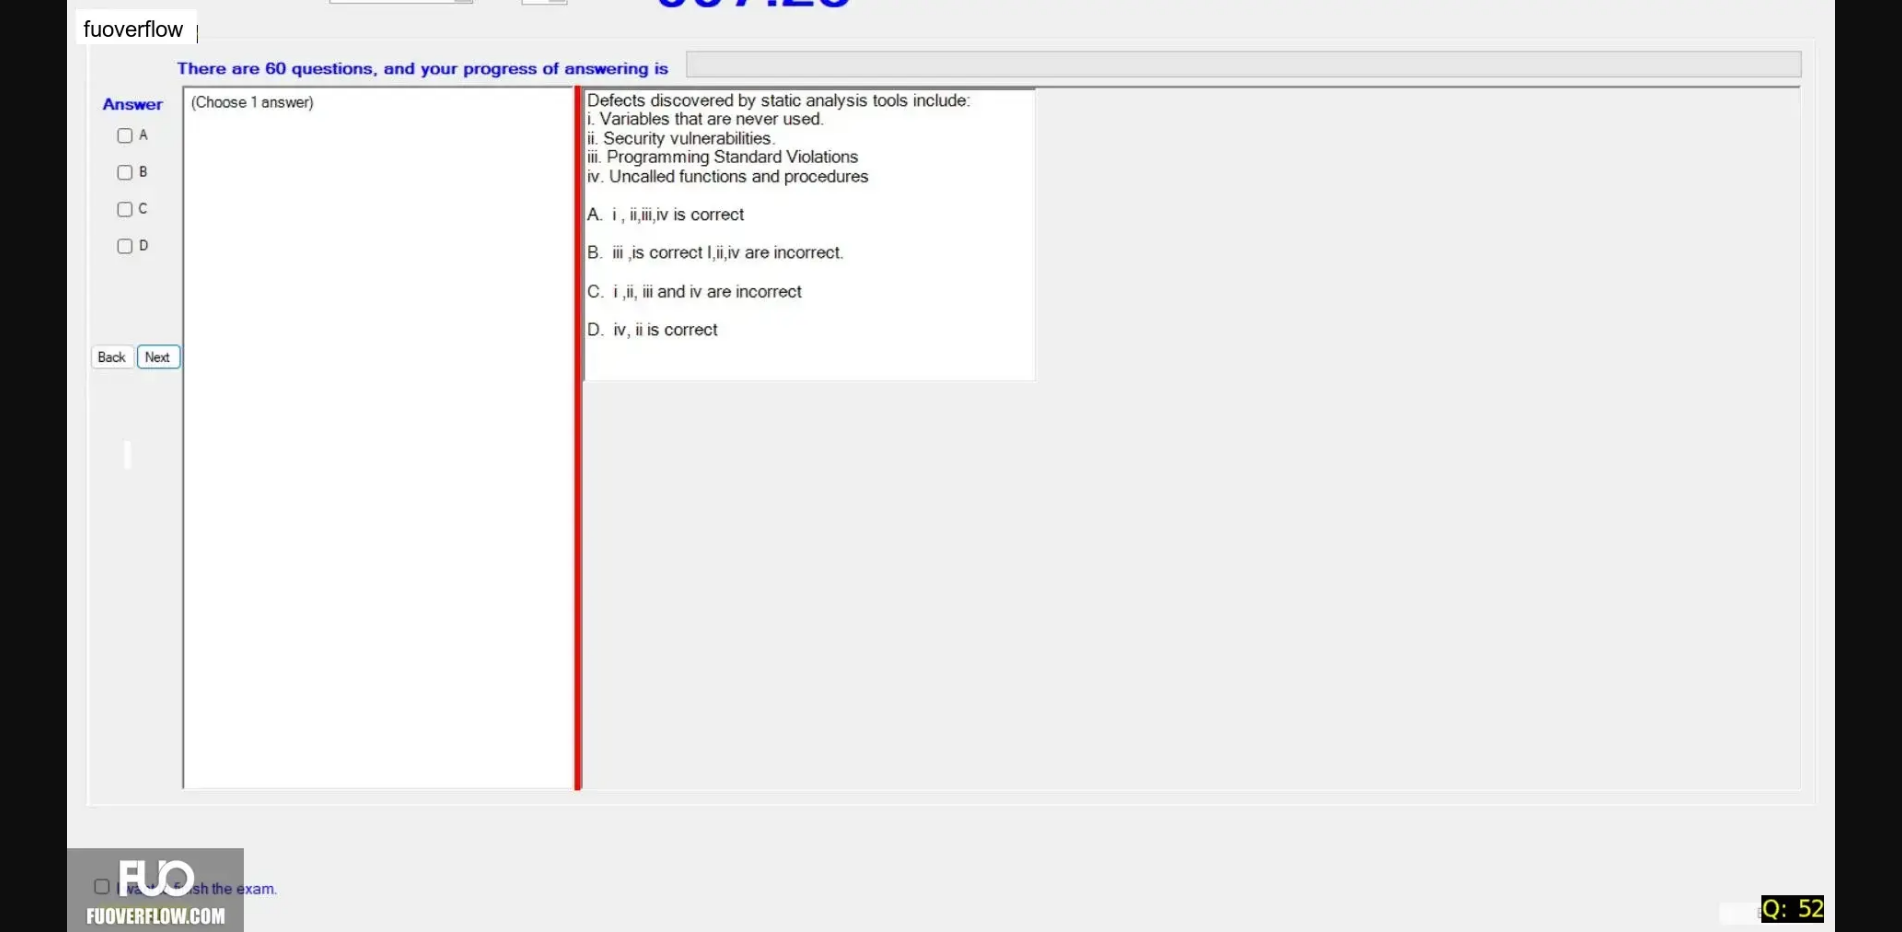 fuoverflow
There are 60 questions, and your progress of answering is
Answer
(Choose 1 answer)
A
B
C
D
Back Next
Defects discovered by static analysis tools include:
i. Variables that are never used.
ii. Security vulnerabilities.
iii. Programming Standard Violations
iv. Uncalled functions and procedures
A. i , ii,iii,iv is correct
B. iii ,is correct I,ii,iv are incorrect.
C. i ,ii, iii and iv are incorrect
D. iv, ii is correct
the exam.
FUO
FUOVERFLOW.COM
Q: 52